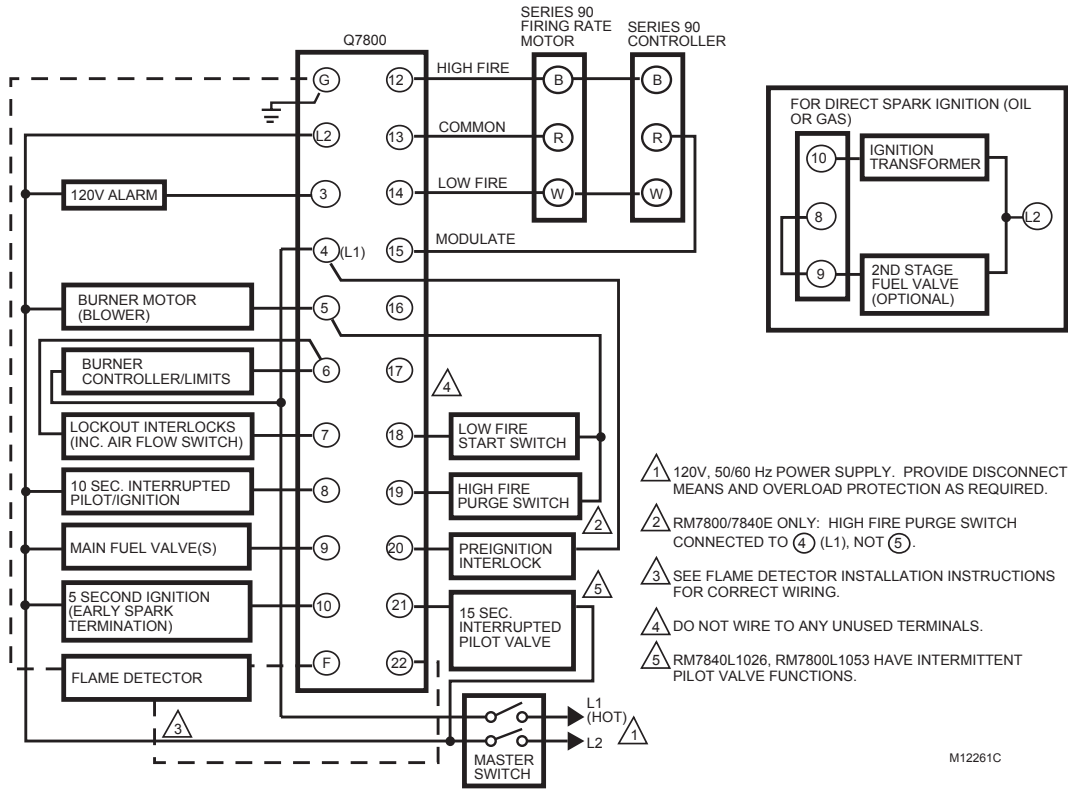 Q7800
SERIES 90
FIRING RATE
MOTOR
SERIES 90
CONTROLLER
G
12
HIGH FIRE
B
B
L2
13
COMMON
R
R
120V ALARM
3
14
LOW FIRE
W
W
4
(L1)
15
MODULATE
BURNER MOTOR
(BLOWER)
5
16
BURNER
CONTROLLER/LIMITS
6
17
4
LOCKOUT INTERLOCKS
(INC. AIR FLOW SWITCH)
7
18
LOW FIRE
START SWITCH
10 SEC. INTERRUPTED
PILOT/IGNITION
8
19
HIGH FIRE
PURGE SWITCH
2
MAIN FUEL VALVE(S)
9
20
PREIGNITION
INTERLOCK
5
5 SECOND IGNITION
(EARLY SPARK
TERMINATION)
10
21
15 SEC.
INTERRUPTED
PILOT VALVE
FLAME DETECTOR
F
22
3
L1
(HOT)
1
L2
MASTER
SWITCH
FOR DIRECT SPARK IGNITION (OIL
OR GAS)
10
IGNITION
TRANSFORMER
8
L2
9
2ND STAGE
FUEL VALVE
(OPTIONAL)
1 120V, 50/60 Hz POWER SUPPLY. PROVIDE DISCONNECT
MEANS AND OVERLOAD PROTECTION AS REQUIRED.
2 RM7800/7840E ONLY: HIGH FIRE PURGE SWITCH
CONNECTED TO 4 (L1), NOT 5.
3 SEE FLAME DETECTOR INSTALLATION INSTRUCTIONS
FOR CORRECT WIRING.
4 DO NOT WIRE TO ANY UNUSED TERMINALS.
5 RM7840L1026, RM7800L1053 HAVE INTERMITTENT
PILOT VALVE FUNCTIONS.
M12261C